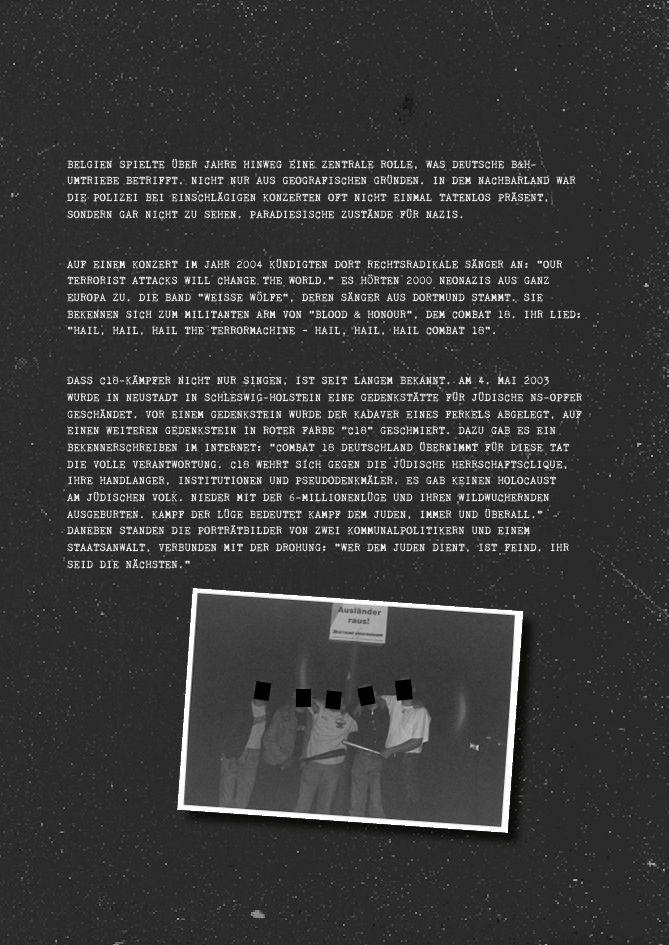 BELGIEN SPIELTE ÜBER JAHRE HINWEG EINE ZENTRALE ROLLE, WAS DEUTSCHE B&H-
UMTRIEBE BETRIFFT. NICHT NUR AUS GEOGRAFISCHEN GRÜNDEN. IN DEM NACHBARLAND WAR
DIE POLIZEI BEI EINSCHLÄGIGEN KONZERTEN OFT NICHT EINMAL TATENLOS PRÄSENT,
SONDERN GAR NICHT ZU SEHEN. PARADIESISCHE ZUSTÄNDE FÜR NAZIS.
AUF EINEM KONZERT IM JAHR 2004 KÜNDIGTEN DORT RECHTSRADIKALE SÄNGER AN: "OUR
TERRORIST ATTACKS WILL CHANGE THE WORLD." ES HÖRTEN 2000 NEONAZIS AUS GANZ
EUROPA ZU. DIE BAND "WEISSE WÖLFE", DEREN SÄNGER AUS DORTMUND STAMMT. SIE
BEKENNEN SICH ZUM MILITANTEN ARM VON "BLOOD & HONOUR", DEM COMBAT 18. IHR LIED:
"HAIL, HAIL, HAIL THE TERRORMACHINE - HAIL, HAIL, HAIL COMBAT 18".
DASS C18-KÄMPFER NICHT NUR SINGEN, IST SEIT LANGEM BEKANNT. AM 4. MAI 2003
WURDE IN NEUSTADT IN SCHLESWIG-HOLSTEIN EINE GEDENKSTÄTTE FÜR JÜDISCHE NS-OPFER
GESCHÄNDET. VOR EINEM GEDENKSTEIN WURDE DER KADAVER EINES FERKELS ABGELEGT, AUF
EINEN WEITEREN GEDENKSTEIN IN ROTER FARBE "C18" GESCHMIERT. DAZU GAB ES EIN
BEKENNERSCHREIBEN IM INTERNET: "COMBAT 18 DEUTSCHLAND ÜBERNIMMT FÜR DIESE TAT
DIE VOLLE VERANTWORTUNG. C18 WEHRT SICH GEGEN DIE JÜDISCHE HERRSCHAFTSCLIQUE,
IHRE HANDLANGER, INSTITUTIONEN UND PSEUDODENKMÄLER. ES GAB KEINEN HOLOCAUST
AM JÜDISCHEN VOLK. NIEDER MIT DER 6-MILLIONENLÜGE UND IHREN WILDWUCHERNDEN
AUSGEBURTEN. KAMPF DER LÜGE BEDEUTET KAMPF DEM JUDEN, IMMER UND ÜBERALL."
DANEBEN STANDEN DIE PORTRÄTBILDER VON ZWEI KOMMUNALPOLITIKERN UND EINEM
STAATSANWALT, VERBUNDEN MIT DER DROHUNG: "WER DEM JUDEN DIENT, IST FEIND. IHR
SEID DIE NÄCHSTEN."
Ausländer
raus!